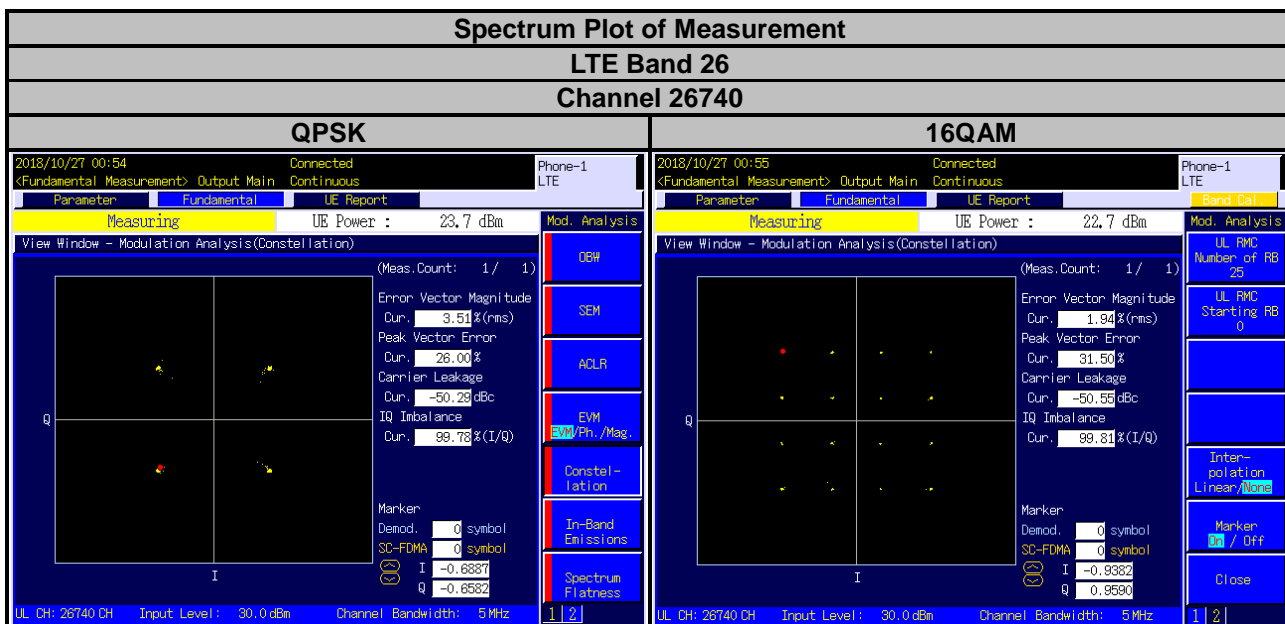 Spectrum Plot of Measurement
LTE Band 26
Channel 26740
QPSK
16QAM
2018/10/27 00:54 Connected
<Fundamental Measurement> Output Main Continuous
Phone-1
LTE
Parameter Fundamental UE Report
Measuring UE Power : 23.7 dBm Mod. Analysis
View Window - Modulation Analysis(Constellation)
(Meas.Count: 1/ 1)
Error Vector Magnitude
Cur. 3.51 %(rms)
Peak Vector Error
Cur. 26.00 %
Carrier Leakage
Cur. -50.29 dBc
IQ Imbalance
Cur. 99.78 %(I/Q)
Q
I
Marker
Demod. 0 symbol
SC-FDMA 0 symbol
I -0.6887
Q -0.6582
OBW
SEM
ACLR
EVM
EVM/Ph./Mag.
Constel-
lation
In-Band
Emissions
Spectrum
Flatness
UL CH: 26740 CH Input Level: 30.0 dBm Channel Bandwidth: 5 MHz 1 2
2018/10/27 00:55 Connected
<Fundamental Measurement> Output Main Continuous
Phone-1
LTE
Parameter Fundamental UE Report Band Cal.
Measuring UE Power : 22.7 dBm Mod. Analysis
View Window - Modulation Analysis(Constellation)
(Meas.Count: 1/ 1)
Error Vector Magnitude
Cur. 1.94 %(rms)
Peak Vector Error
Cur. 31.50 %
Carrier Leakage
Cur. -50.55 dBc
IQ Imbalance
Cur. 99.81 %(I/Q)
Q
I
Marker
Demod. 0 symbol
SC-FDMA 0 symbol
I -0.9382
Q 0.9590
UL RMC
Number of RB
25
UL RMC
Starting RB
0
Inter-
polation
Linear/None
Marker
On / Off
Close
UL CH: 26740 CH Input Level: 30.0 dBm Channel Bandwidth: 5 MHz 1 2